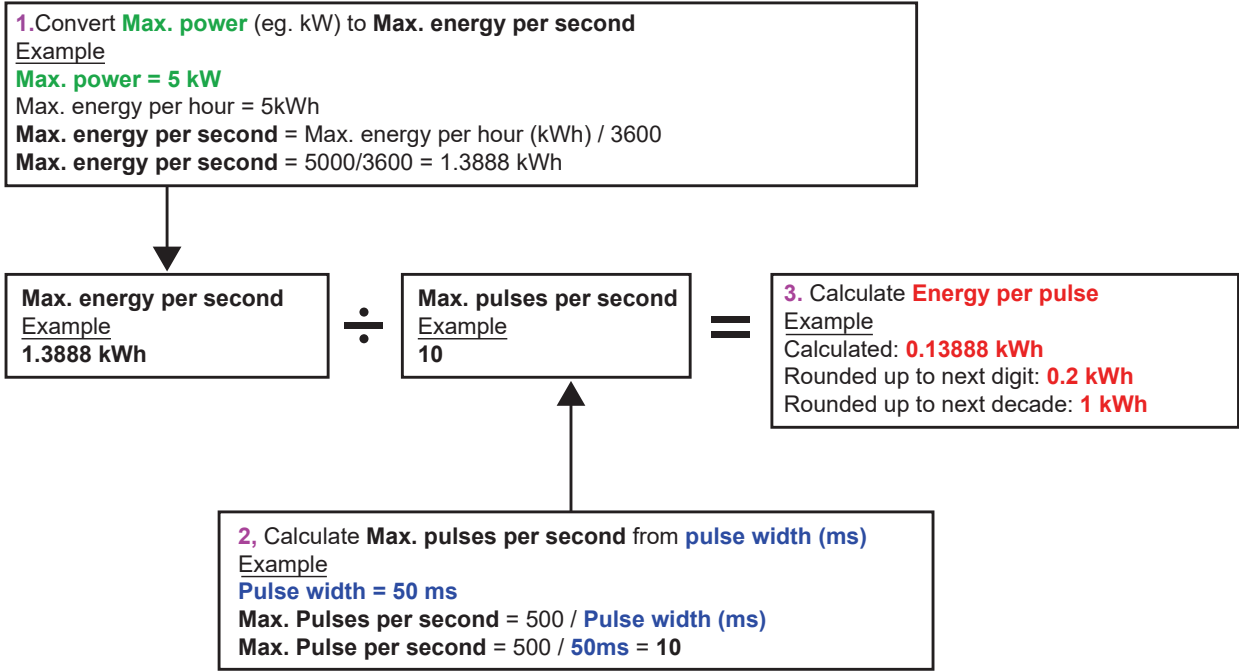 1.Convert Max. power (eg. kW) to Max. energy per second
Example
Max. power = 5 kW
Max. energy per hour = 5kWh
Max. energy per second = Max. energy per hour (kWh) / 3600
Max. energy per second = 5000/3600 = 1.3888 kWh
Max. energy per second
Example
1.3888 kWh
÷
Max. pulses per second
Example
10
=
3. Calculate Energy per pulse
Example
Calculated: 0.13888 kWh
Rounded up to next digit: 0.2 kWh
Rounded up to next decade: 1 kWh
2, Calculate Max. pulses per second from pulse width (ms)
Example
Pulse width = 50 ms
Max. Pulses per second = 500 / Pulse width (ms)
Max. Pulse per second = 500 / 50ms = 10